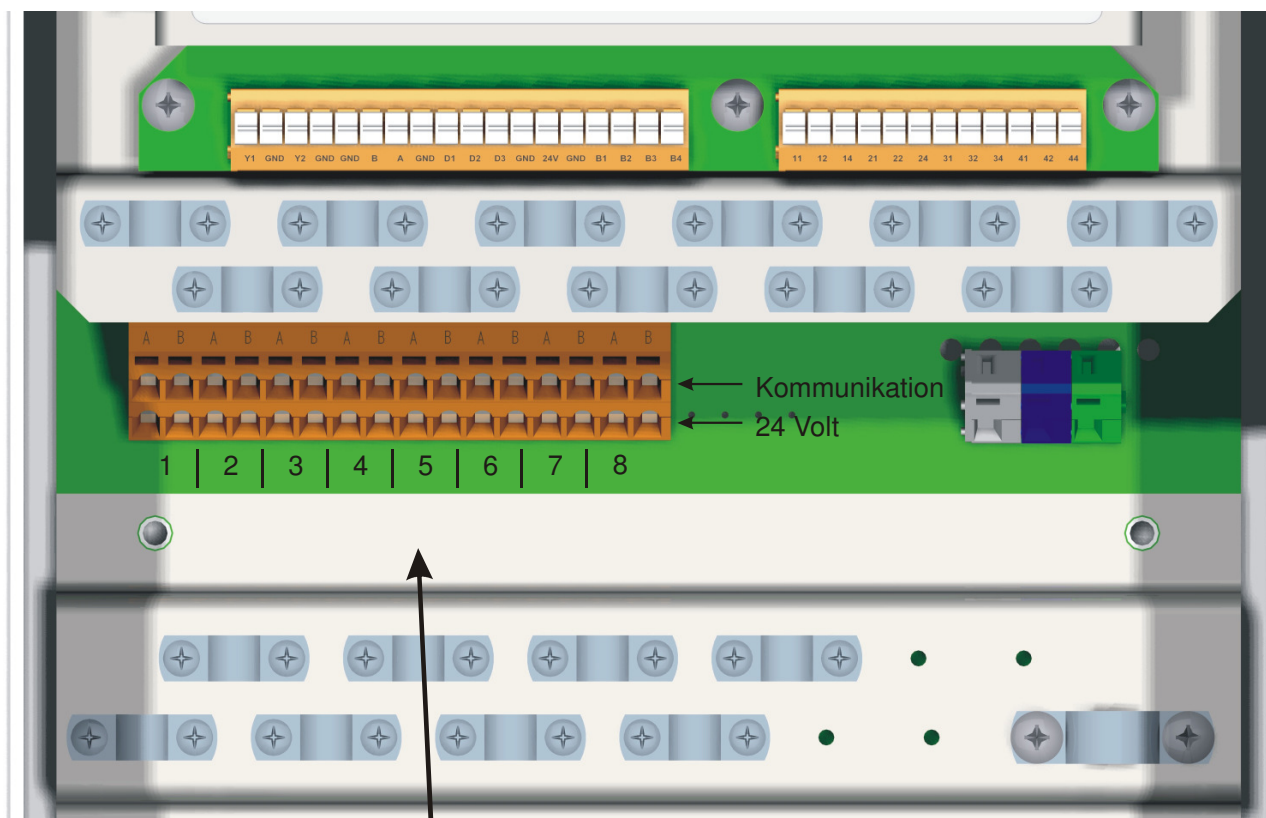 Y1 GND Y2 GND GND B A GND D1 D2 D3 GND 24V GND B1 B2 B3 B4
11 12 14 21 22 24 31 32 34 41 42 44
A B A B A B A B A B A B A B A B
Kommunikation
24 Volt
1 | 2 | 3 | 4 | 5 | 6 | 7 | 8